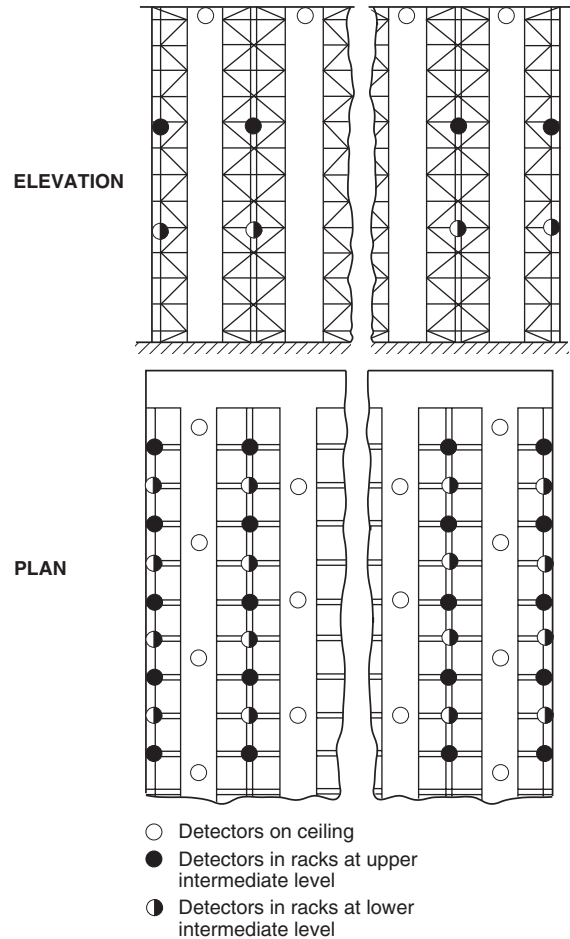 ELEVATION
PLAN
Detectors on ceiling
Detectors in racks at upper
intermediate level
Detectors in racks at lower
intermediate level